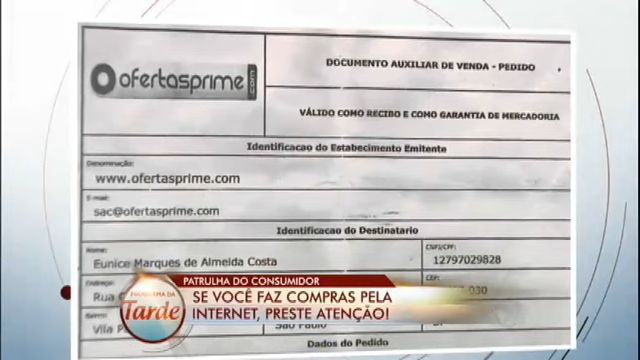 ofertasprime.com
DOCUMENTO AUXILIAR DE VENDA - PEDIDO
VÁLIDO COMO RECIBO E COMO GARANTIA DE MERCADORIA
Identificacao do Estabecimento Emitente
Denominação:
www.ofertasprime.com
E-mail:
sac@ofertasprime.com
Identificacao do Destinatario
Nome:
Eunice Marques de Almeida Costa
CNPJ/CPF:
12797029828
Endereço:
Rua
CEP:
-030
Bairro:
Vila
São Paulo
Dados do Pedido
PATRULHA DO CONSUMIDOR
PROGRAMA DA
Tarde
SE VOCÊ FAZ COMPRAS PELA
INTERNET, PRESTE ATENÇÃO!